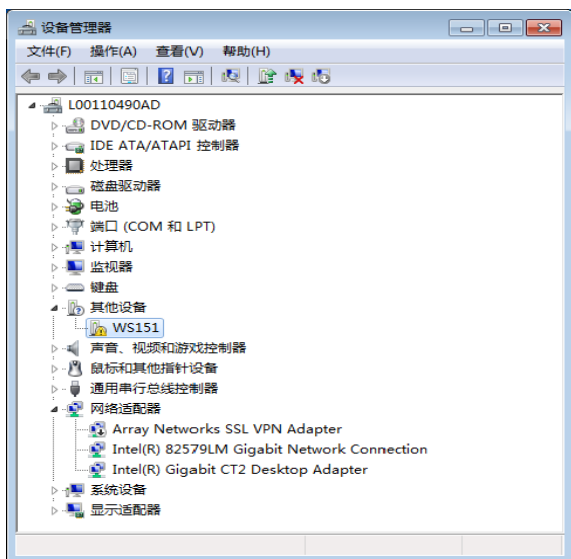 设备管理器
文件(F) 操作(A) 查看(V) 帮助(H)
L00110490AD
DVD/CD-ROM 驱动器
IDE ATA/ATAPI 控制器
处理器
磁盘驱动器
电池
端口 (COM 和 LPT)
计算机
监视器
键盘
其他设备
WS151
声音、视频和游戏控制器
鼠标和其他指针设备
通用串行总线控制器
网络适配器
Array Networks SSL VPN Adapter
Intel(R) 82579LM Gigabit Network Connection
Intel(R) Gigabit CT2 Desktop Adapter
系统设备
显示适配器